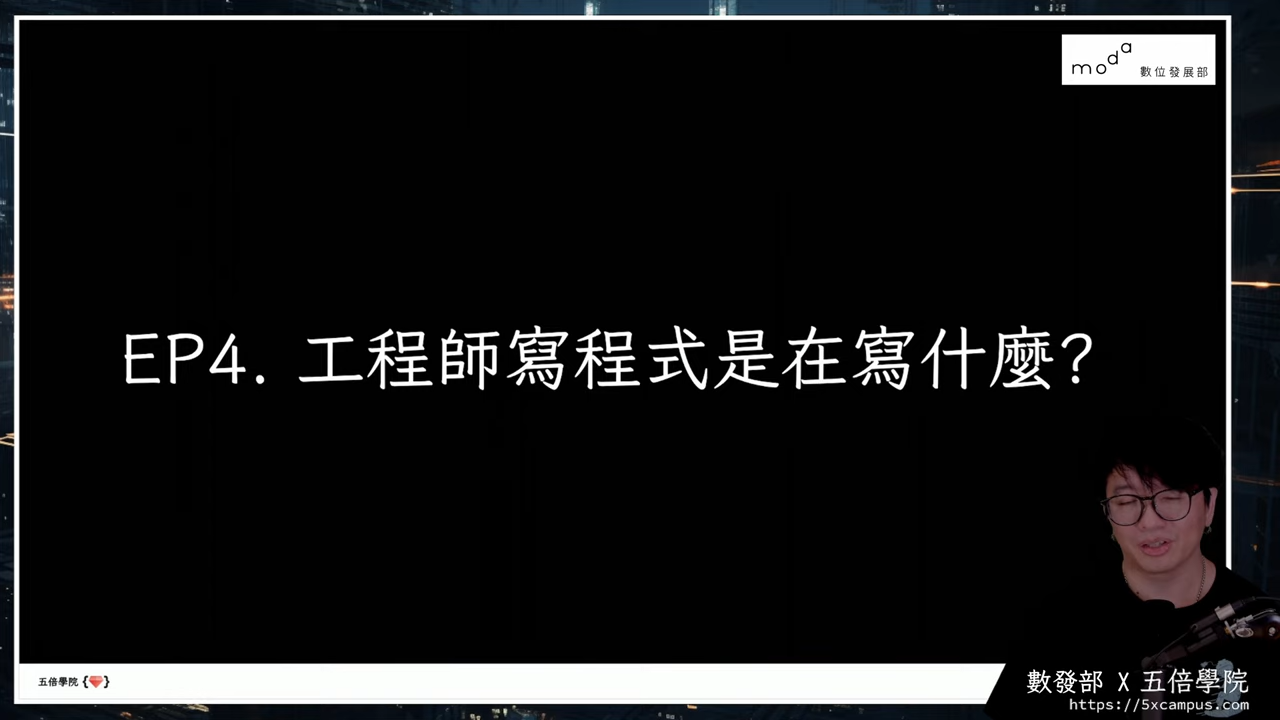 moda 數位發展部
EP4. 工程師寫程式是在寫什麼?
五倍學院 {❤}
數發部 X 五倍學院
https://5xcampus.com